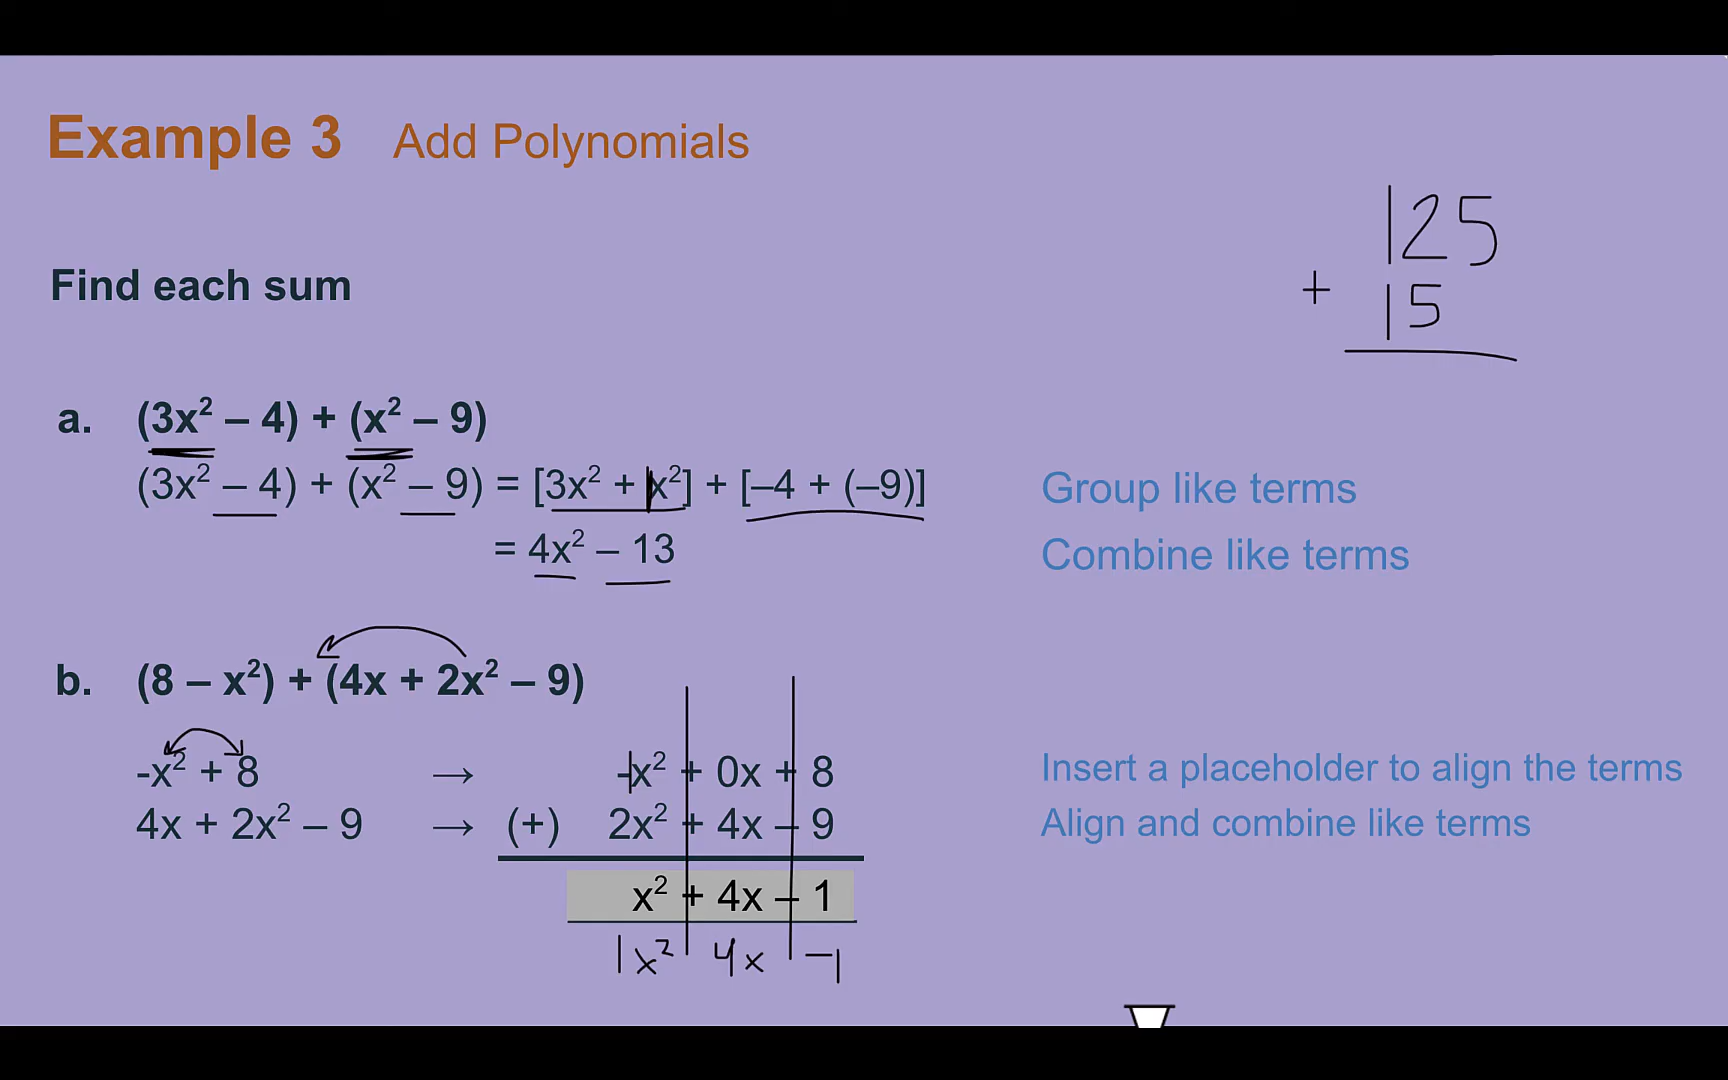 Example 3 Add Polynomials
125
+ 15
Find each sum
a. (3x² – 4) + (x² – 9)
(3x² – 4) + (x² – 9) = [3x² + 1x²] + [–4 + (–9)] Group like terms
= 4x² – 13 Combine like terms
b. (8 – x²) + (4x + 2x² – 9)
-x² + 8 → -1x² + 0x + 8 Insert a placeholder to align the terms
4x + 2x² – 9 → (+) 2x² + 4x – 9 Align and combine like terms
x² + 4x – 1
1x² 4x –1